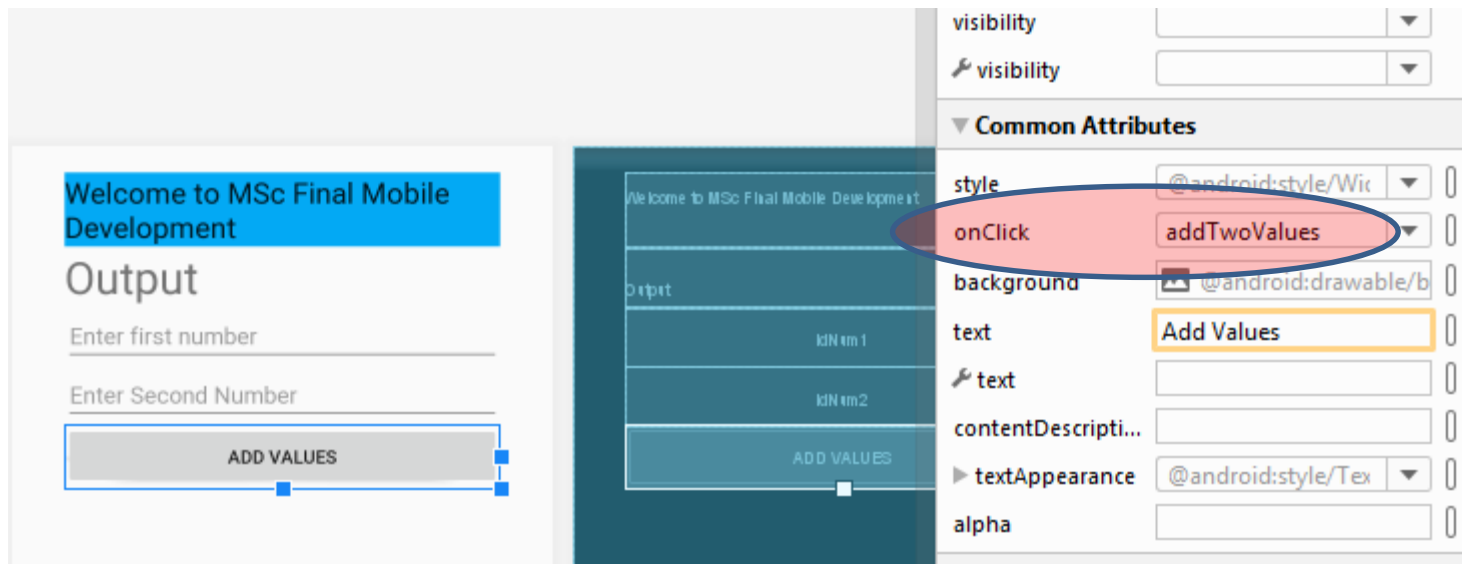 Welcome to MSc Final Mobile
Development
Output
Enter first number
Enter Second Number
ADD VALUES
Welcome to MSc Final Mobile Development
Output
IdNum1
IdNum2
ADD VALUES
visibility
visibility
Common Attributes
style @android:style/Wic
onClick addTwoValues
background @android:drawable/b
text Add Values
text
contentDescripti...
textAppearance @android:style/Tex
alpha